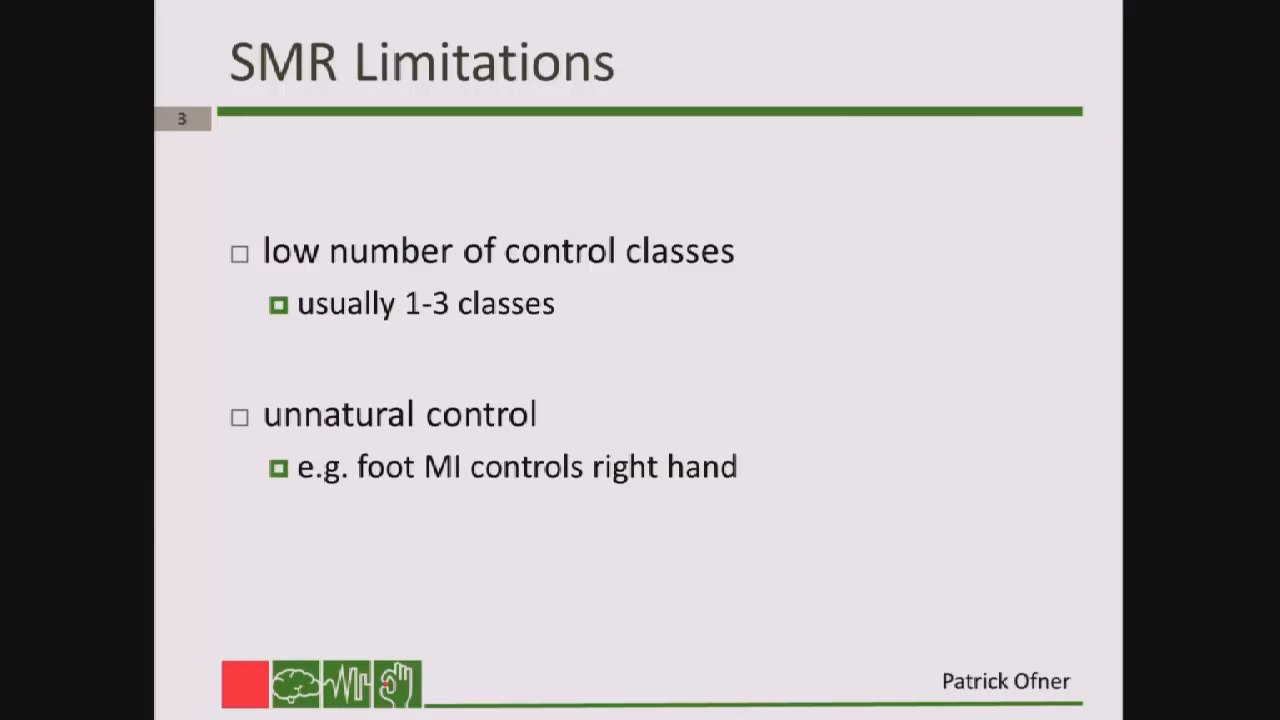 SMR Limitations
3
low number of control classes
usually 1-3 classes
unnatural control
e.g. foot MI controls right hand
Patrick Ofner